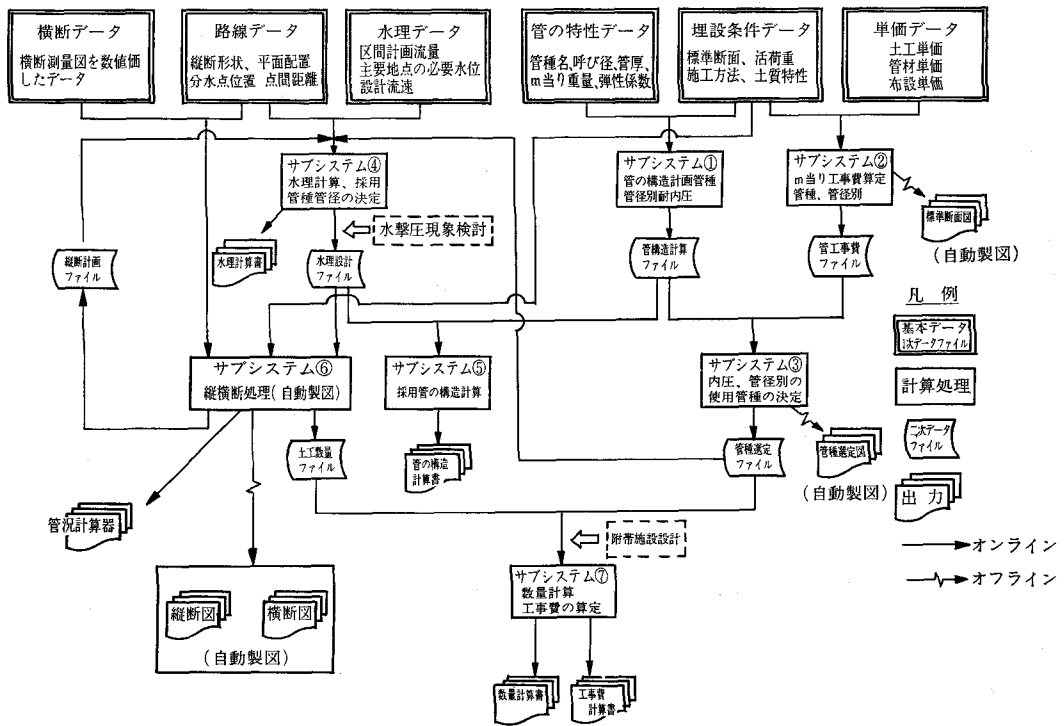 横断データ
横断測量図を数値価
したデータ
路線データ
縦断形状、平面配置
分水点位置 点間距離
水理データ
区間計画流量
主要地点の必要水位
設計流速
管の特性データ
管種名、呼び径、管厚、
m当り重量、弾性係数
埋設条件データ
標準断面、活荷重
施工方法、土質特性
単価データ
土工単価
管材単価
布設単価
サブシステム④
水理計算、採用
管種管径の決定
サブシステム①
管の構造計画管種
管径別耐内圧
サブシステム②
m当り工事費算定
管種、管径別
標準断面図
(自動製図)
水撃圧現象検討
縦断計画
ファイル
水理計算書
水理設計
ファイル
管構造計算
ファイル
管工事費
ファイル
凡例
基本データ
1次データファイル
計算処理
二次データ
ファイル
出力
オンライン
オフライン
サブシステム⑥
縦横断処理(自動製図)
サブシステム⑤
採用管の構造計算
サブシステム③
内圧、管径別の
使用管種の決定
土工数量
ファイル
管の構造
計算書
管種選定
ファイル
管種選定図
(自動製図)
管況計算器
附帯施設設計
縦断図
横断図
(自動製図)
サブシステム⑦
数量計算
工事費の算定
数量計算書
工事費
計算書